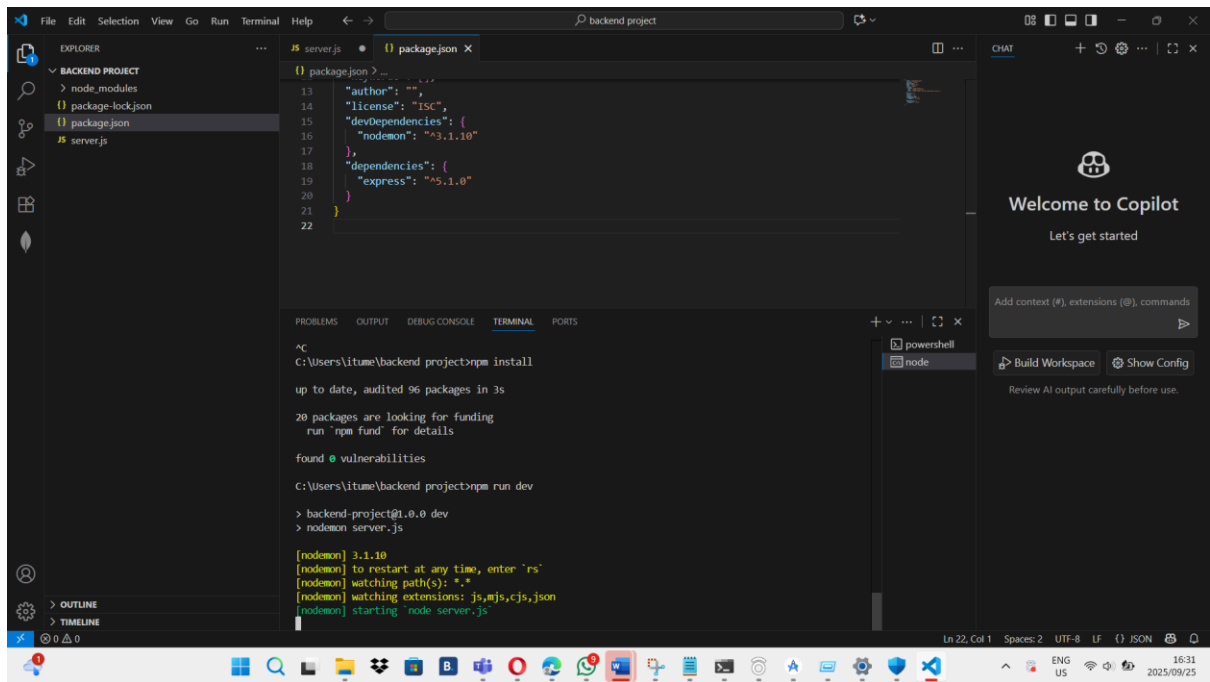 File Edit Selection View Go Run Terminal Help
backend project
EXPLORER
BACKEND PROJECT
node_modules
package-lock.json
package.json
server.js
1
JS server.js
{} package.json
{} package.json > ...
13 "author": "",
14 "license": "ISC",
15 "devDependencies": {
16 "nodemon": "^3.1.10"
17 },
18 "dependencies": {
19 "express": "^5.1.0"
20 }
21 }
22
PROBLEMS OUTPUT DEBUG CONSOLE TERMINAL PORTS
^C
C:\Users\itume\backend project>npm install
up to date, audited 96 packages in 3s
20 packages are looking for funding
run `npm fund` for details
found 0 vulnerabilities
C:\Users\itume\backend project>npm run dev
> backend-project@1.0.0 dev
> nodemon server.js
[nodemon] 3.1.10
[nodemon] to restart at any time, enter `rs`
[nodemon] watching path(s): *.*
[nodemon] watching extensions: js,mjs,cjs,json
[nodemon] starting `node server.js`
powershell
node
CHAT
Welcome to Copilot
Let's get started
Add context (#), extensions (@), commands
Build Workspace
Show Config
Review AI output carefully before use.
OUTLINE
TIMELINE
0 0
Ln 22, Col 1 Spaces: 2 UTF-8 LF {} JSON
9
ENG
US
16:31
2025/09/25